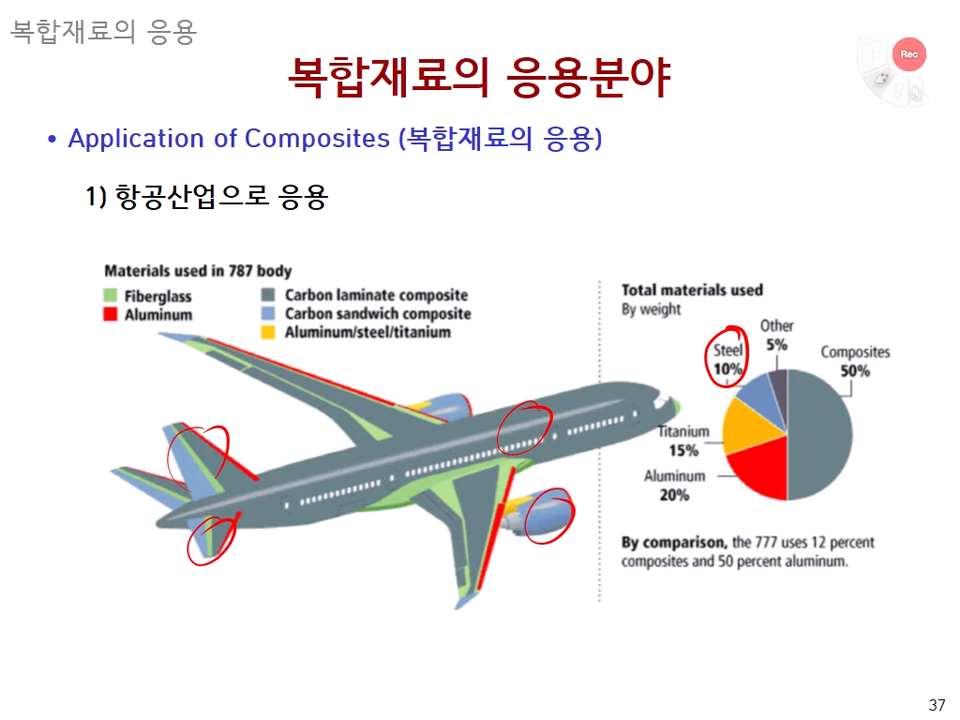 복합재료의 응용
Rec
복합재료의 응용분야
• Application of Composites (복합재료의 응용)
1) 항공산업으로 응용
Materials used in 787 body
Fiberglass
Aluminum
Carbon laminate composite
Carbon sandwich composite
Aluminum/steel/titanium
Total materials used
By weight
Other
5%
Steel
10%
Composites
50%
Titanium
15%
Aluminum
20%
By comparison, the 777 uses 12 percent
composites and 50 percent aluminum.
37